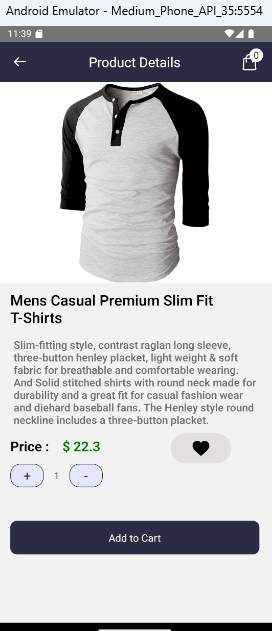 Android Emulator - Medium_Phone_API_35:5554
11:39
Product Details
0
Mens Casual Premium Slim Fit
T-Shirts
Slim-fitting style, contrast raglan long sleeve,
three-button henley placket, light weight & soft
fabric for breathable and comfortable wearing.
And Solid stitched shirts with round neck made for
durability and a great fit for casual fashion wear
and diehard baseball fans. The Henley style round
neckline includes a three-button placket.
Price : $ 22.3
+ 1 -
Add to Cart